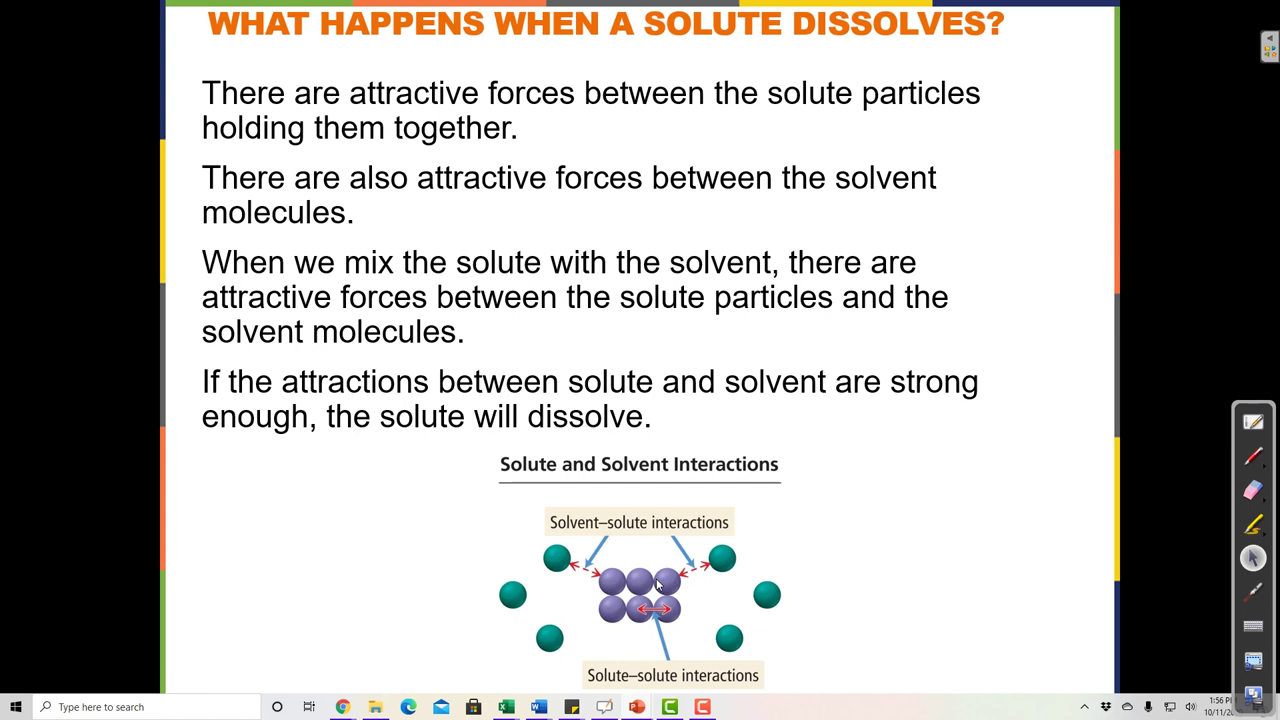 WHAT HAPPENS WHEN A SOLUTE DISSOLVES?
There are attractive forces between the solute particles
holding them together.
There are also attractive forces between the solvent
molecules.
When we mix the solute with the solvent, there are
attractive forces between the solute particles and the
solvent molecules.
If the attractions between solute and solvent are strong
enough, the solute will dissolve.
Solute and Solvent Interactions
Solvent–solute interactions
Solute–solute interactions
Type here to search
1:56 PM